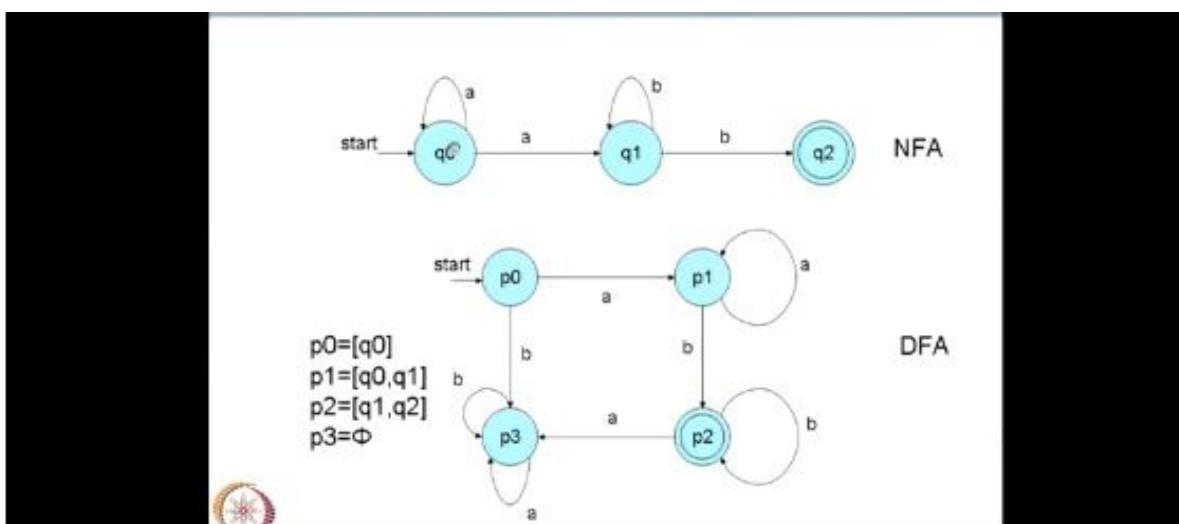 a
b
start
q0
a
q1
b
q2
NFA
start
p0
a
p1
a
b
b
DFA
p0=[q0]
p1=[q0,q1]
p2=[q1,q2]
p3=Φ
b
p3
a
p2
b
a